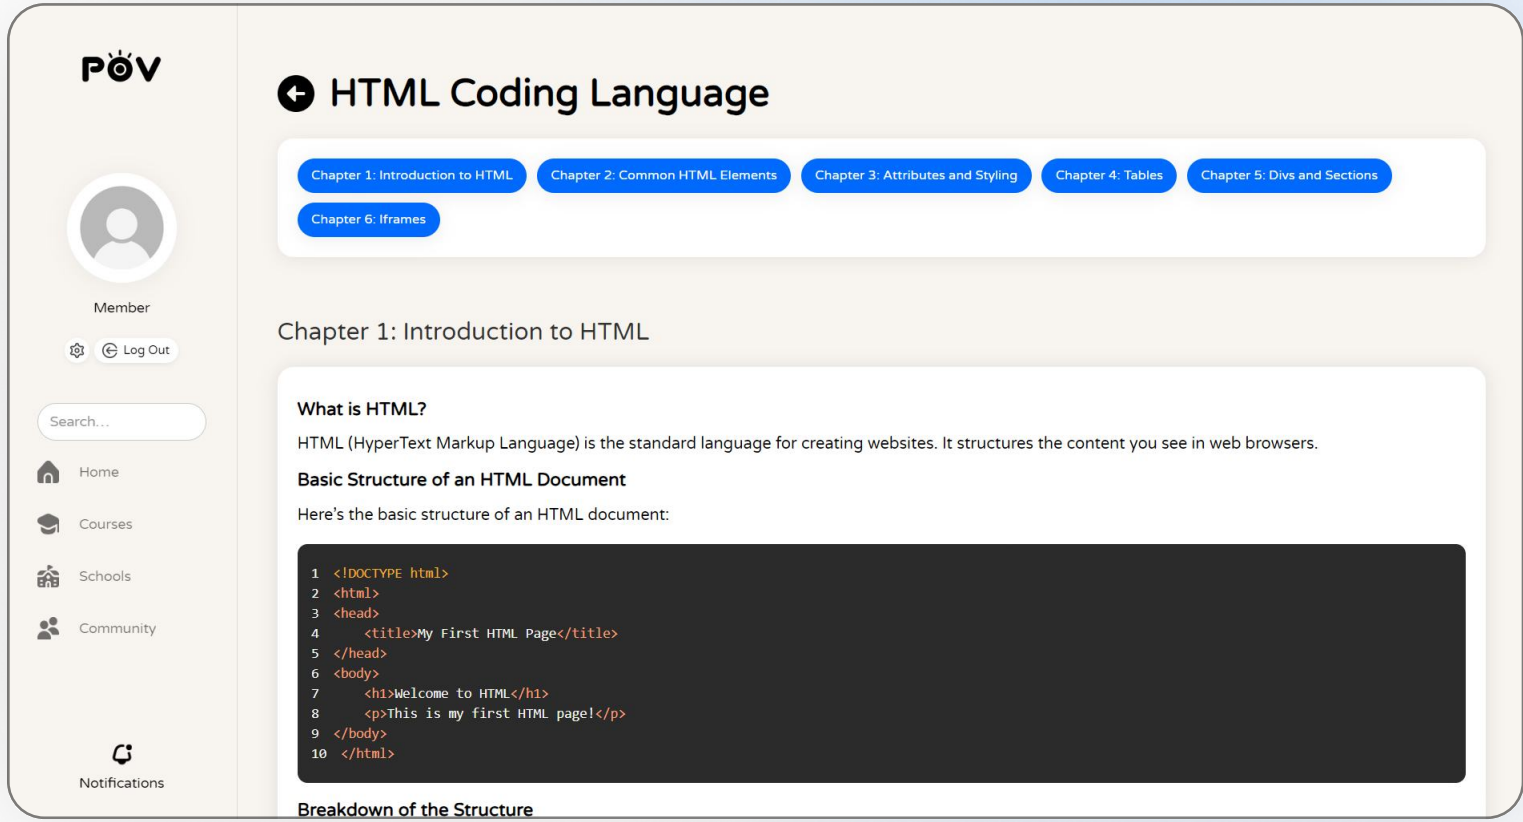 PÖV
Member
Log Out
Search...
Home
Courses
Schools
Community
Notifications
HTML Coding Language
Chapter 1: Introduction to HTML
Chapter 2: Common HTML Elements
Chapter 3: Attributes and Styling
Chapter 4: Tables
Chapter 5: Divs and Sections
Chapter 6: Iframes
Chapter 1: Introduction to HTML
What is HTML?
HTML (HyperText Markup Language) is the standard language for creating websites. It structures the content you see in web browsers.
Basic Structure of an HTML Document
Here’s the basic structure of an HTML document:
1 <!DOCTYPE html>
2 <html>
3 <head>
4     <title>My First HTML Page</title>
5 </head>
6 <body>
7     <h1>Welcome to HTML</h1>
8     <p>This is my first HTML page!</p>
9 </body>
10  </html>
Breakdown of the Structure